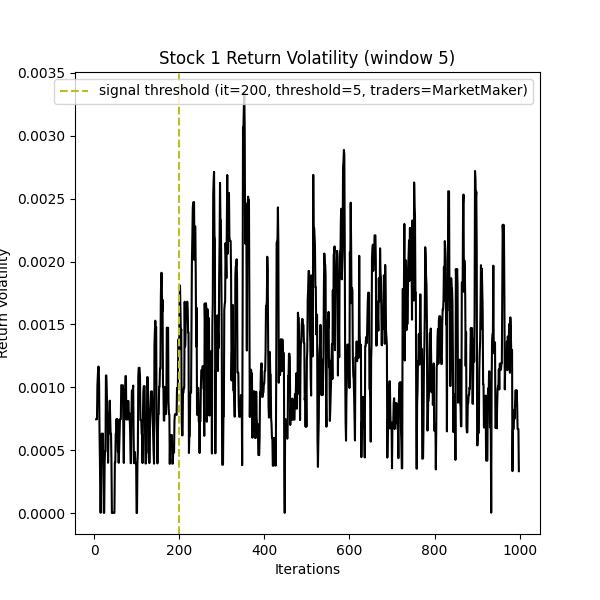 Stock 1 Return Volatility (window 5)
signal threshold (it=200, threshold=5, traders=MarketMaker)
Return Volatility
0.0035
0.0030
0.0025
0.0020
0.0015
0.0010
0.0005
0.0000
0 200 400 600 800 1000
Iterations